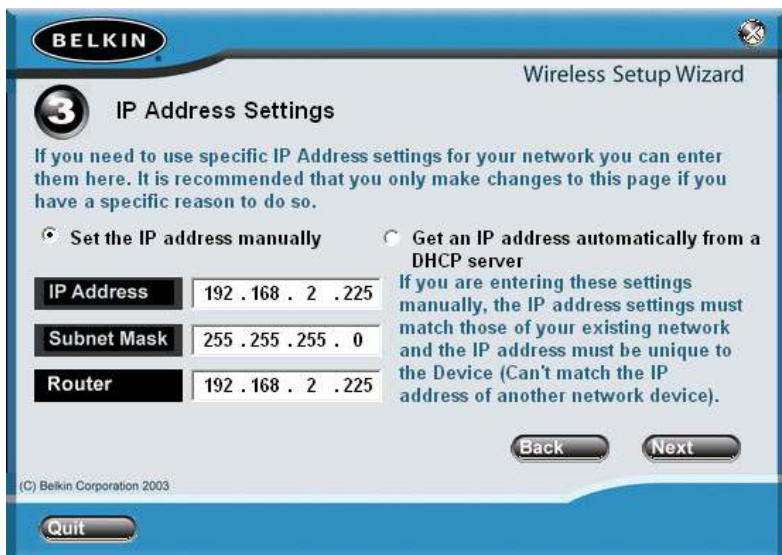 BELKIN
Wireless Setup Wizard
3 IP Address Settings
If you need to use specific IP Address settings for your network you can enter
them here. It is recommended that you only make changes to this page if you
have a specific reason to do so.
Set the IP address manually
Get an IP address automatically from a
DHCP server
IP Address 192 . 168 . 2 . 225
Subnet Mask 255 . 255 . 255 . 0
Router 192 . 168 . 2 . 225
If you are entering these settings
manually, the IP address settings must
match those of your existing network
and the IP address must be unique to
the Device (Can't match the IP
address of another network device).
Back
Next
(C) Belkin Corporation 2003
Quit